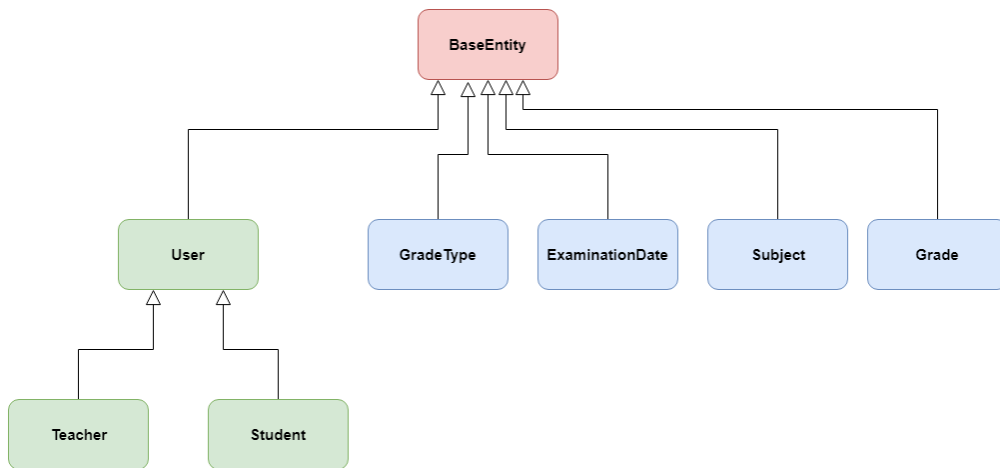 BaseEntity
User
GradeType
ExaminationDate
Subject
Grade
Teacher
Student